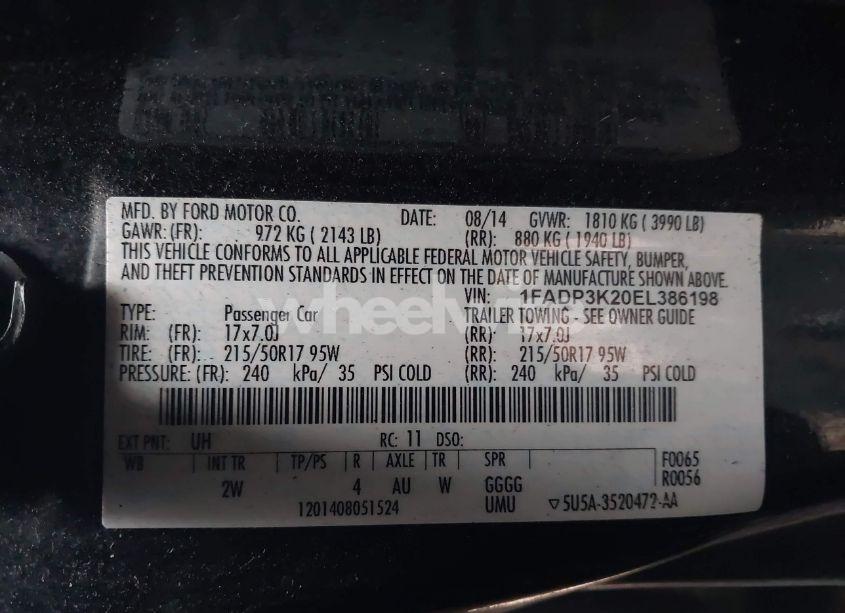 MFD. BY FORD MOTOR CO. DATE: 08/14 GVWR: 1810 KG ( 3990 LB)
GAWR: (FR): 972 KG ( 2143 LB) (RR): 880 KG ( 1940 LB)
THIS VEHICLE CONFORMS TO ALL APPLICABLE FEDERAL MOTOR VEHICLE SAFETY, BUMPER,
AND THEFT PREVENTION STANDARDS IN EFFECT ON THE DATE OF MANUFACTURE SHOWN ABOVE.
VIN: 1FADP3K20EL386198
TYPE: Passenger Car TRAILER TOWING - SEE OWNER GUIDE
RIM: (FR): 17x7.0J (RR) 17x7.0J
TIRE: (FR): 215/50R17 95W (RR): 215/50R17 95W
PRESSURE: (FR): 240 kPa/ 35 PSI COLD (RR): 240 kPa/ 35 PSI COLD
EXT PNT: UH RC: 11 DSO:
WB INT TR TP/PS R AXLE TR SPR F0065
R0056
2W 4 AU W GGGG
1201408051524 UMU ▽5U5A-3520472-AA